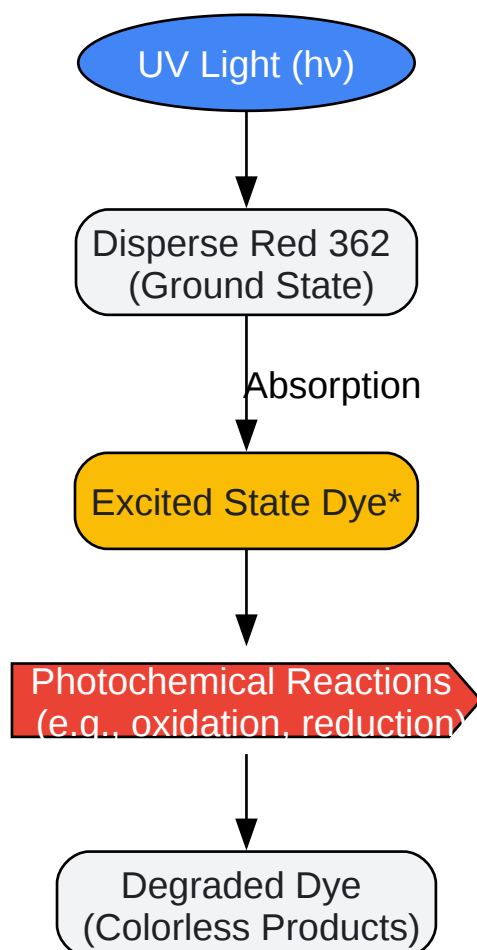 UV Light (hν)
Disperse Red 362
(Ground State)
Absorption
Excited State Dye*
Photochemical Reactions
(e.g., oxidation, reduction)
Degraded Dye
(Colorless Products)